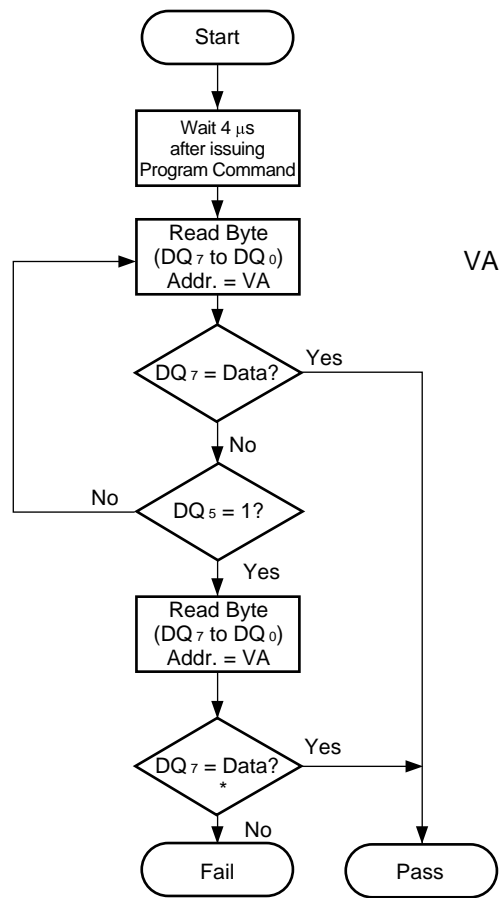 Start
Wait 4 μs
after issuing
Program Command
Read Byte
(DQ7 to DQ0)
Addr. = VA
VA
DQ7 = Data?
Yes
No
DQ5 = 1?
No
Yes
Read Byte
(DQ7 to DQ0)
Addr. = VA
DQ7 = Data?
*
Yes
No
Fail
Pass